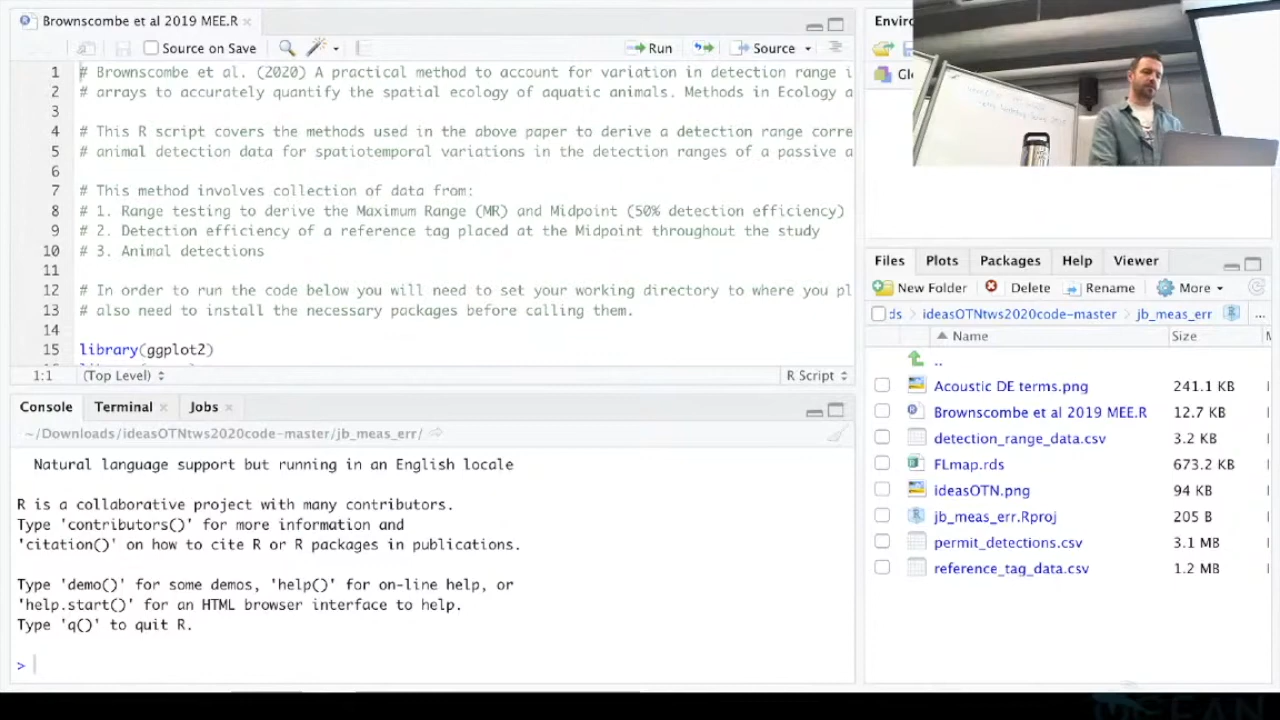 Brownscombe et al 2019 MEE.R
Source on Save
Run
Source
1 # Brownscombe et al. (2020) A practical method to account for variation in detection range i
2 # arrays to accurately quantify the spatial ecology of aquatic animals. Methods in Ecology a
3
4 # This R script covers the methods used in the above paper to derive a detection range corre
5 # animal detection data for spaciotemporal variations in the detection ranges of a passive a
6
7 # This method involves collection of data from:
8 # 1. Range testing to derive the Maximum Range (MR) and Midpoint (50% detection efficiency)
9 # 2. Detection efficiency of a reference tag placed at the Midpoint throughout the study
10 # 3. Animal detections
11
12 # In order to run the code below you will need to set your working directory to where you pl
13 # also need to install the necessary packages before calling them.
14
15 library(ggplot2)
1:1 (Top Level) R Script
Console Terminal Jobs
~/Downloads/ideasOTNtws2020code-master/jb_meas_err/
Natural language support but running in an English locale
R is a collaborative project with many contributors.
Type 'contributors()' for more information and
'citation()' on how to cite R or R packages in publications.
Type 'demo()' for some demos, 'help()' for on-line help, or
'help.start()' for an HTML browser interface to help.
Type 'q()' to quit R.
>
Enviro
Glo
Files Plots Packages Help Viewer
New Folder Delete Rename More
ds > ideasOTNtws2020code-master > jb_meas_err ...
Name Size M
..
Acoustic DE terms.png 241.1 KB
Brownscombe et al 2019 MEE.R 12.7 KB
detection_range_data.csv 3.2 KB
FLmap.rds 673.2 KB
ideasOTN.png 94 KB
jb_meas_err.Rproj 205 B
permit_detections.csv 3.1 MB
reference_tag_data.csv 1.2 MB